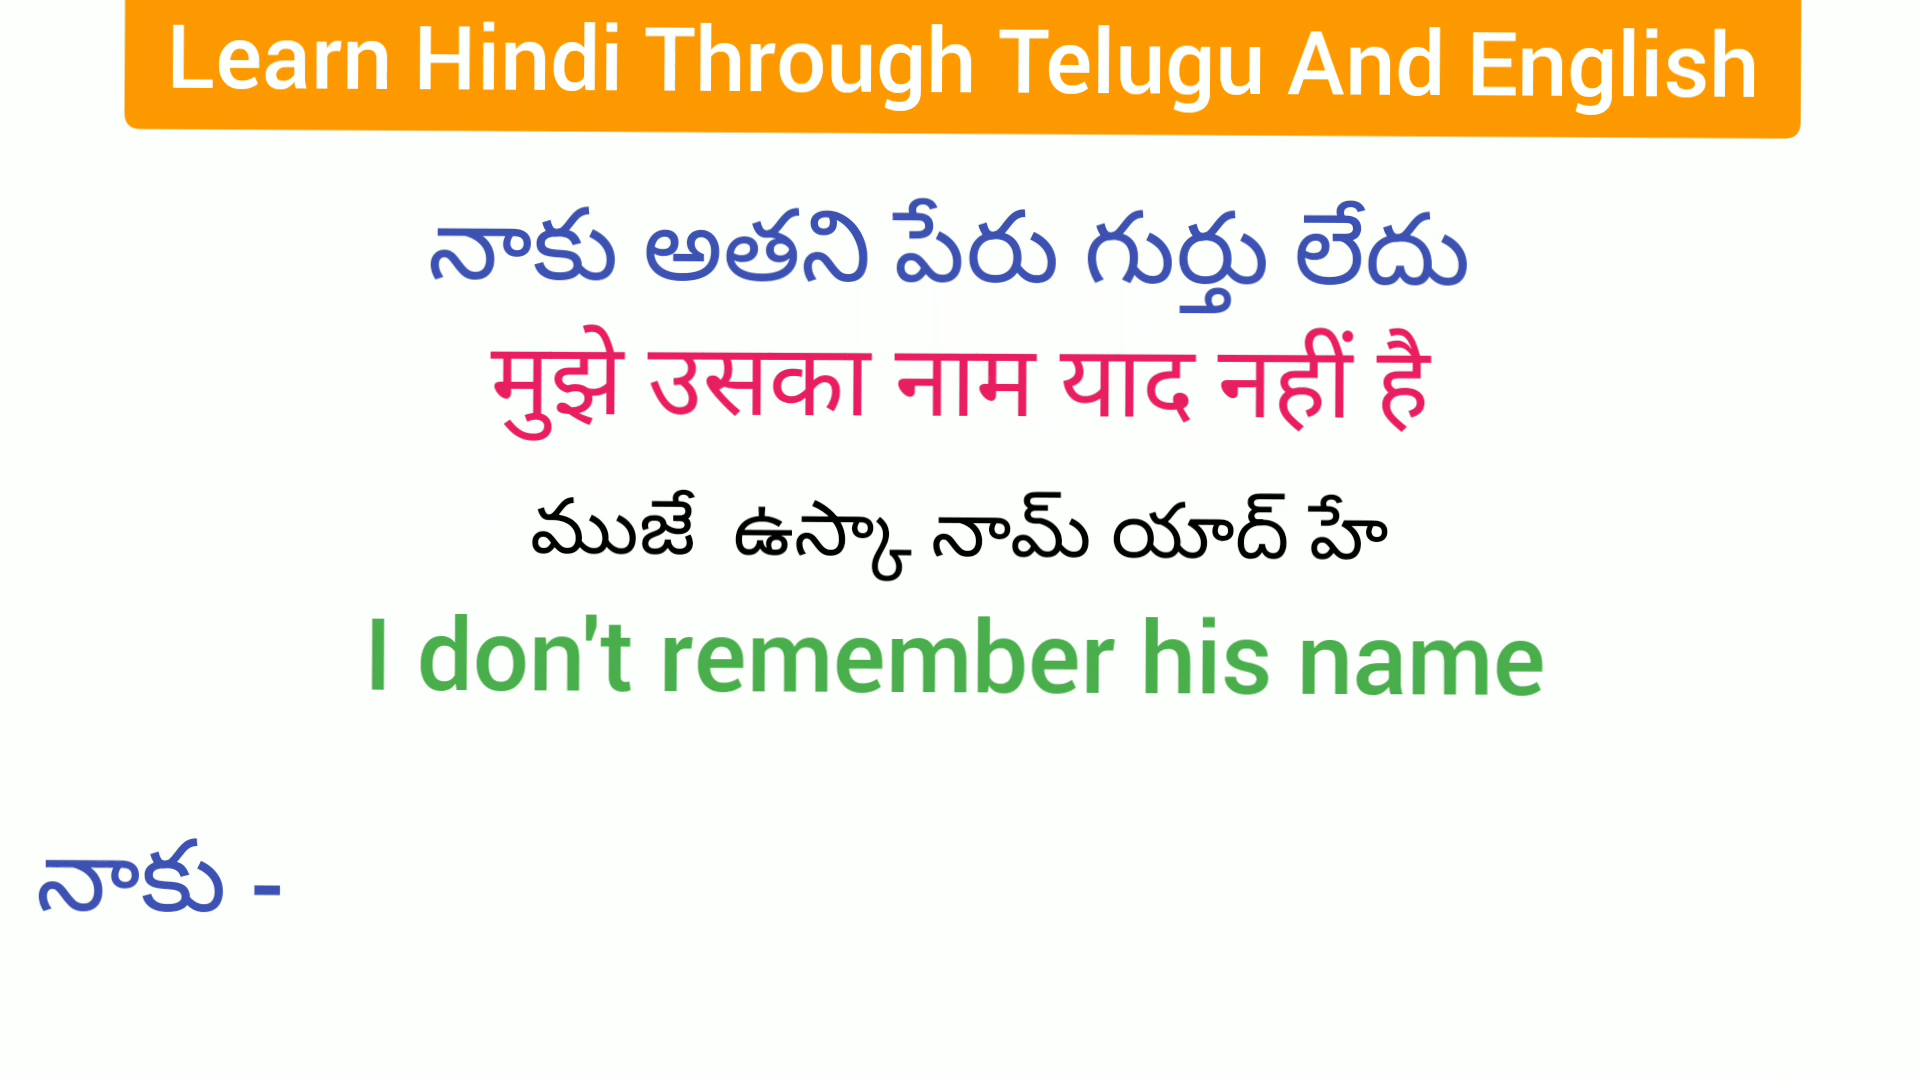 Learn Hindi Through Telugu And English
నాకు అతని పేరు గుర్తు లేదు
मुझे उसका नाम याद नहीं है
ముజే ఉస్కా నామ్ యాద్ హే
I don't remember his name
నాకు -